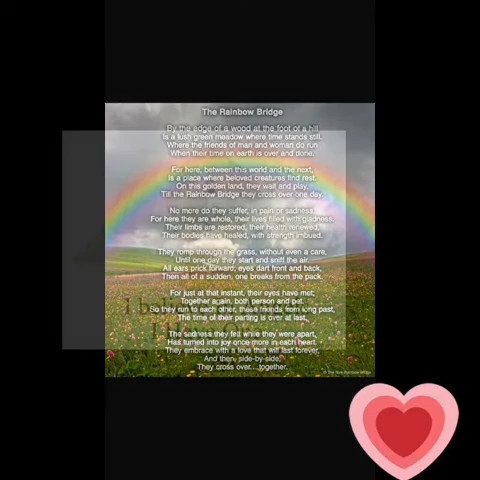 The Rainbow Bridge
By the edge of a wood at the foot of a hill
Is a lush green meadow where time stands still.
Where the friends of man and woman do run
When their time on earth is over and done.
For here, between this world and the next,
Is a place where beloved creatures find rest.
On this golden land, they wait and play,
Till the Rainbow Bridge they cross over one day.
No more do they suffer, in pain or sadness,
For here they are whole, their lives filled with gladness.
Their limbs are restored, their health renewed,
Their bodies have healed, with strength imbued.
They romp through the grass, without even a care,
Until one day they start and sniff the air.
All ears prick forward, eyes dart front and back,
Then all of a sudden, one breaks from the pack.
For just at that instant, their eyes have met;
Together again, both person and pet.
So they run to each other, these friends from long past,
The time of their parting is over at last.
The sadness they felt while they were apart,
Has turned into joy once more in each heart.
They embrace with a love that will last forever,
And then, side-by-side,
They cross over... together.